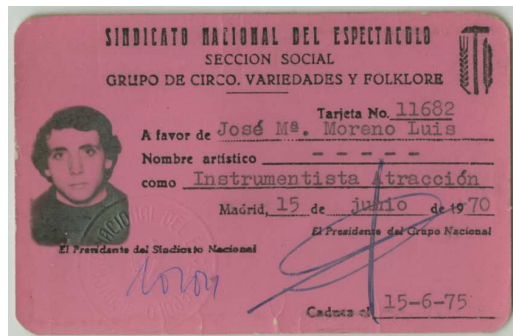 SINDICATO NACIONAL DEL ESPECTACULO
SECCION SOCIAL
GRUPO DE CIRCO, VARIEDADES Y FOLKLORE
Tarjeta No. 11682
A favor de José Mª. Moreno Luis
Nombre artístico - - - - -
como Instrumentista Atracción
Madrid, 15 de junio de 1970
El Presidente del Grupo Nacional
El Presidente del Sindicato Nacional
Caduca el 15-6-75